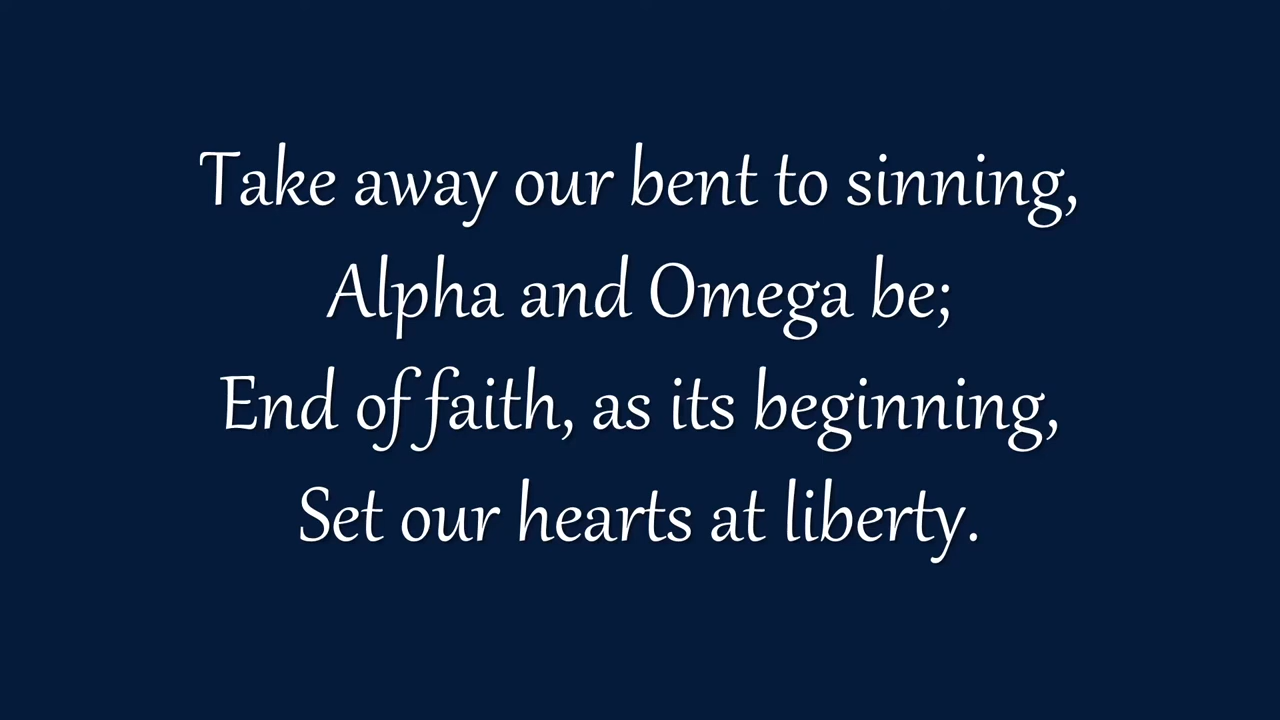 Take away our bent to sinning,
Alpha and Omega be;
End of faith, as its beginning,
Set our hearts at liberty.